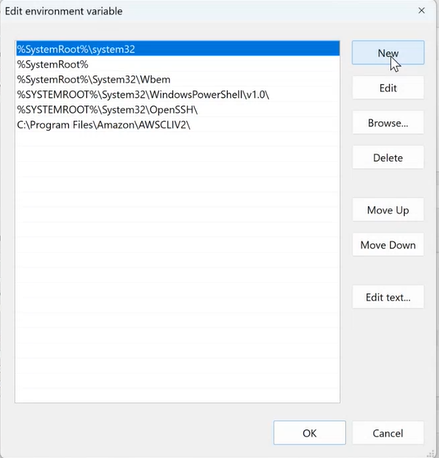 Edit environment variable
%SystemRoot%\system32
%SystemRoot%
%SystemRoot%\System32\Wbem
%SYSTEMROOT%\System32\WindowsPowerShell\v1.0\
%SYSTEMROOT%\System32\OpenSSH\
C:\Program Files\Amazon\AWSCLIV2\
New
Edit
Browse...
Delete
Move Up
Move Down
Edit text...
OK
Cancel